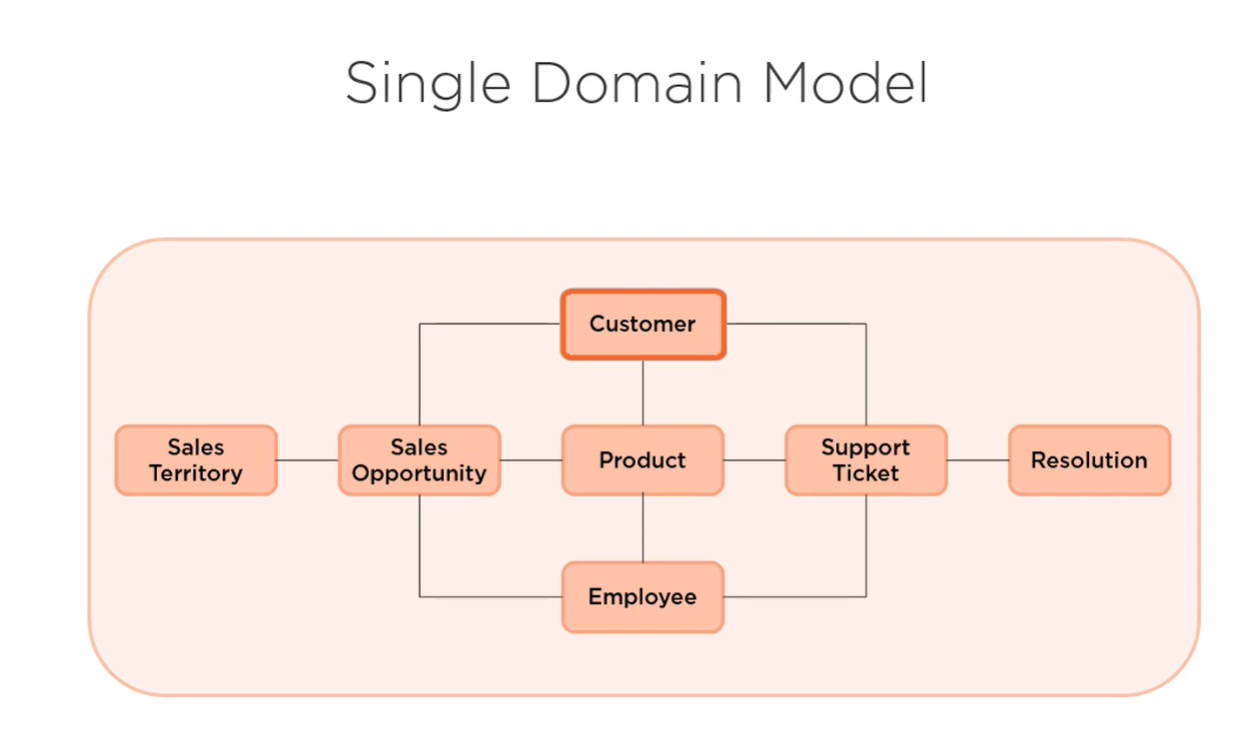 Single Domain Model
Customer
Sales
Territory
Sales
Opportunity
Product
Support
Ticket
Resolution
Employee